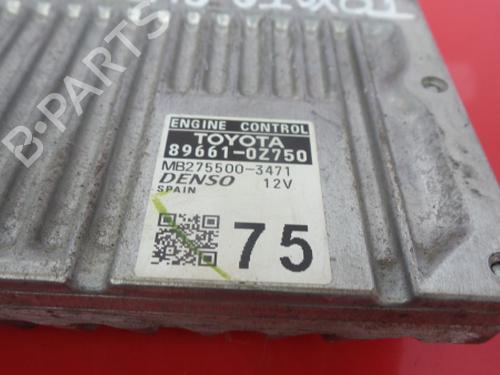 B-PARTS
ENGINE CONTROL
TOYOTA
89661-0Z750
MB275500-3471
DENSO 12V
SPAIN
75